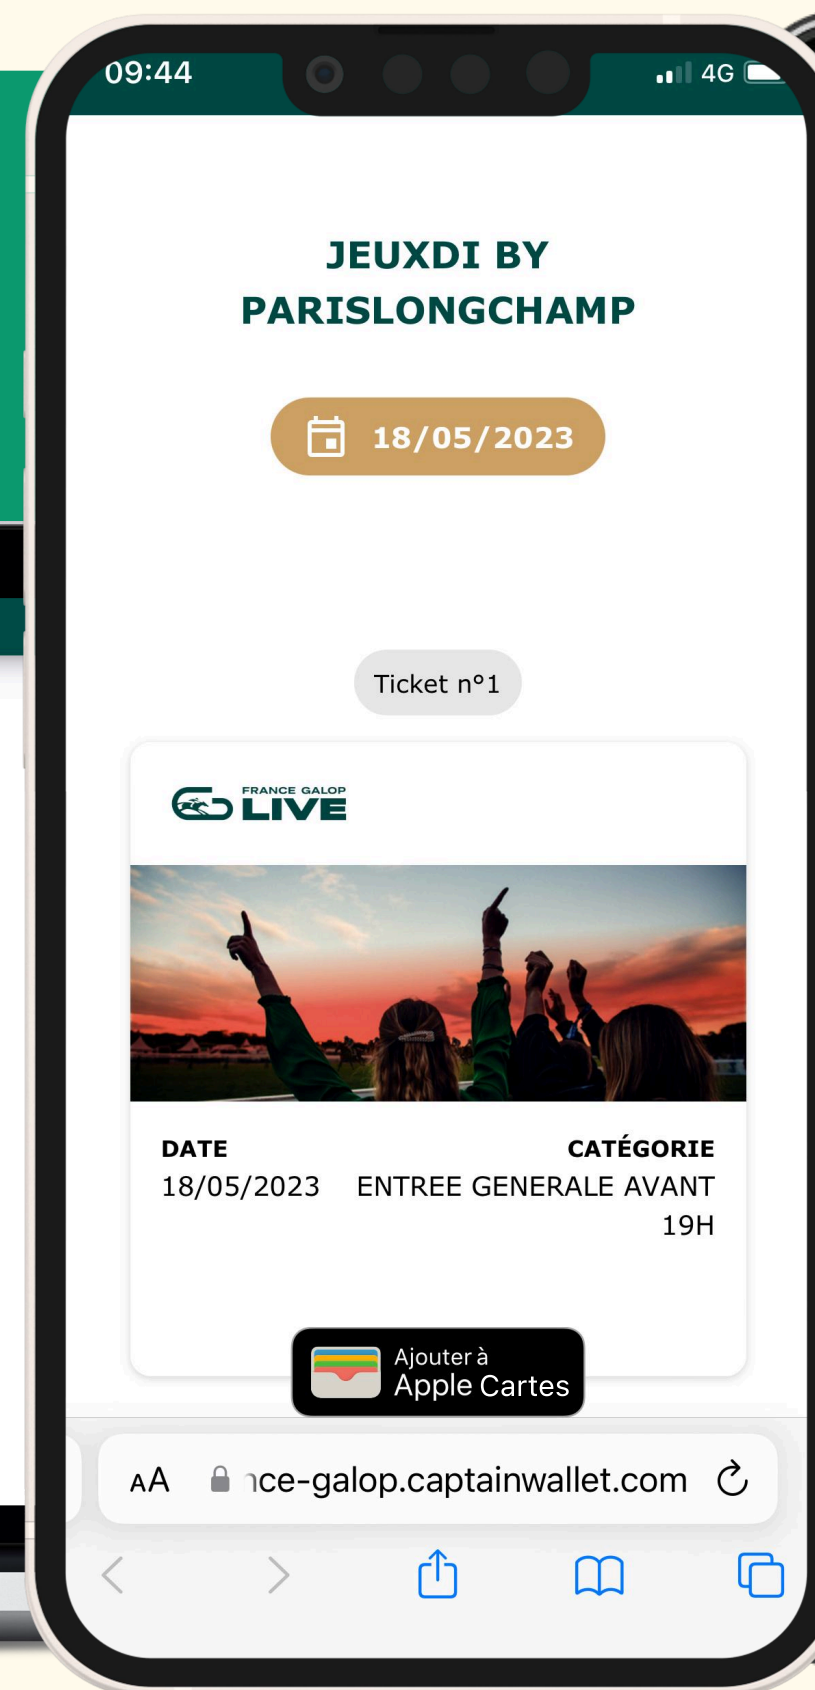 09:44
4G
JEUXDI BY
PARISLONGCHAMP
18/05/2023
Ticket n°1
FRANCE GALOP
LIVE
DATE
CATÉGORIE
18/05/2023
ENTREE GENERALE AVANT
19H
Ajouter à
Apple Cartes
AA
nce-galop.captainwallet.com